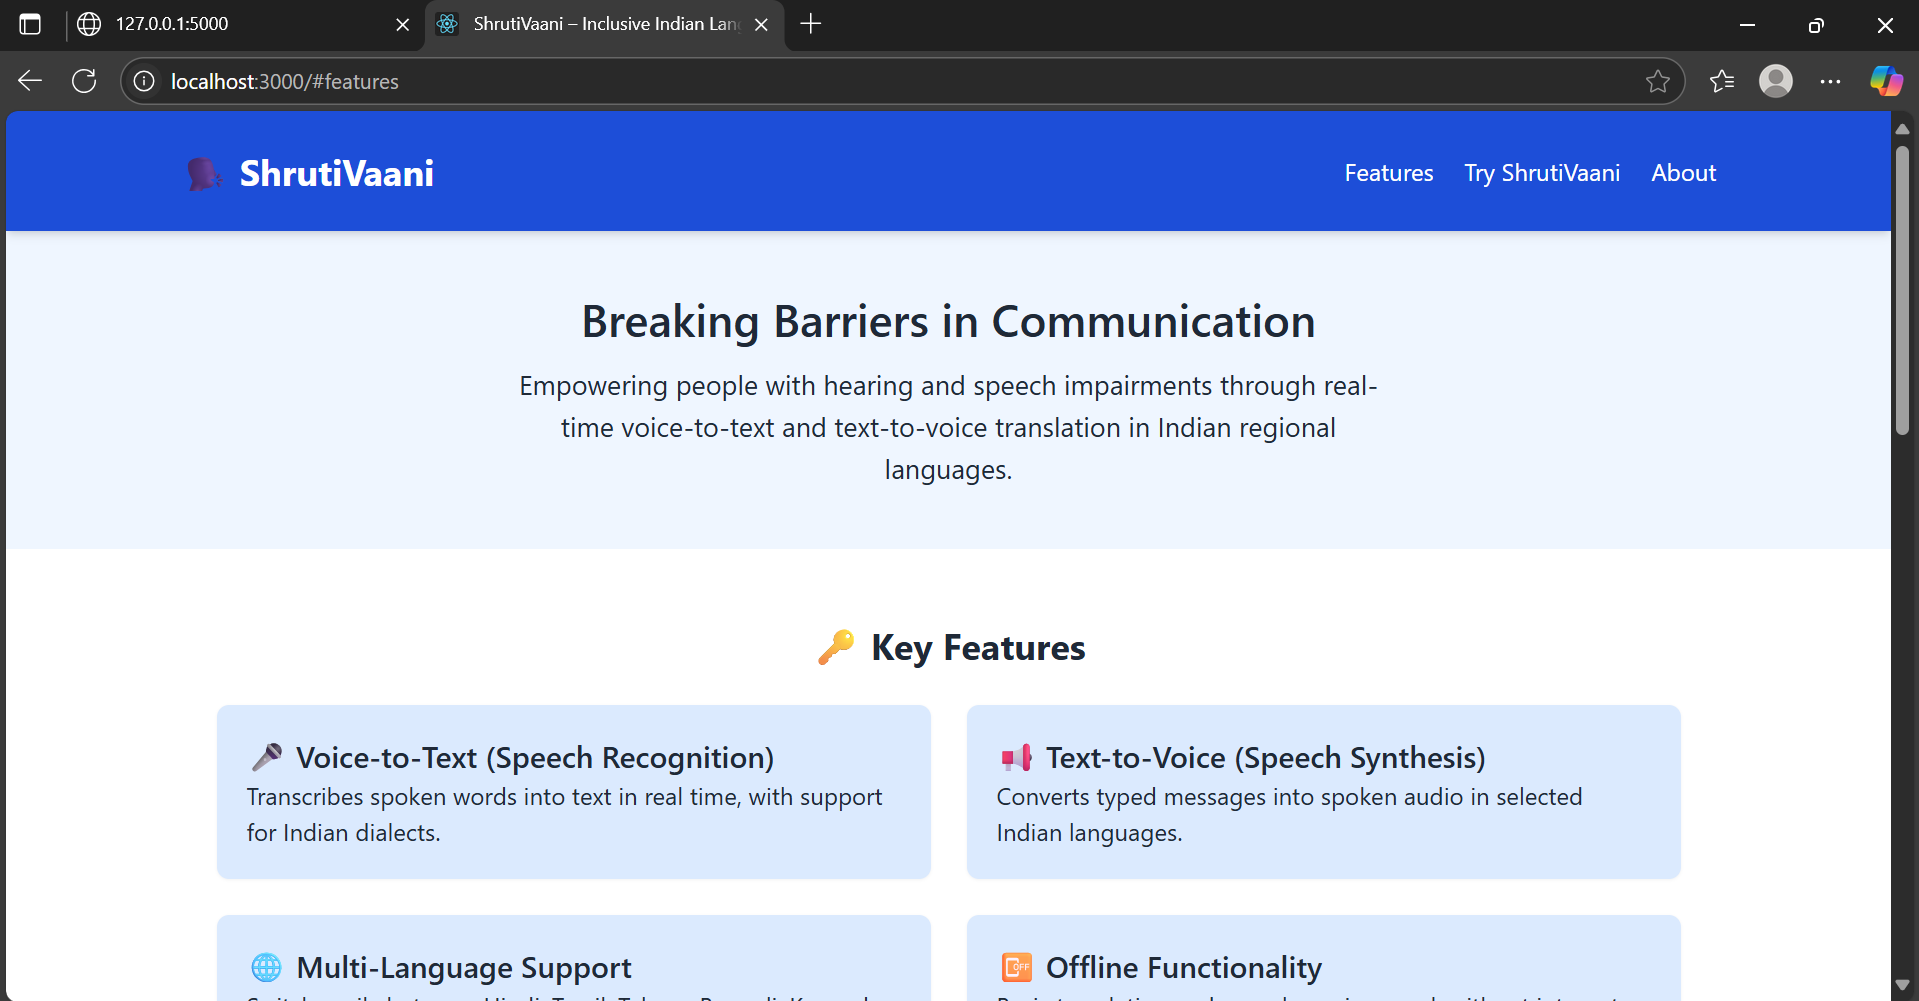 127.0.0.1:5000
ShrutiVaani – Inclusive Indian Lan
localhost:3000/#features
ShrutiVaani
Features
Try ShrutiVaani
About
Breaking Barriers in Communication
Empowering people with hearing and speech impairments through real-
time voice-to-text and text-to-voice translation in Indian regional
languages.
Key Features
Voice-to-Text (Speech Recognition)
Transcribes spoken words into text in real time, with support
for Indian dialects.
Text-to-Voice (Speech Synthesis)
Converts typed messages into spoken audio in selected
Indian languages.
Multi-Language Support
OFF
Offline Functionality